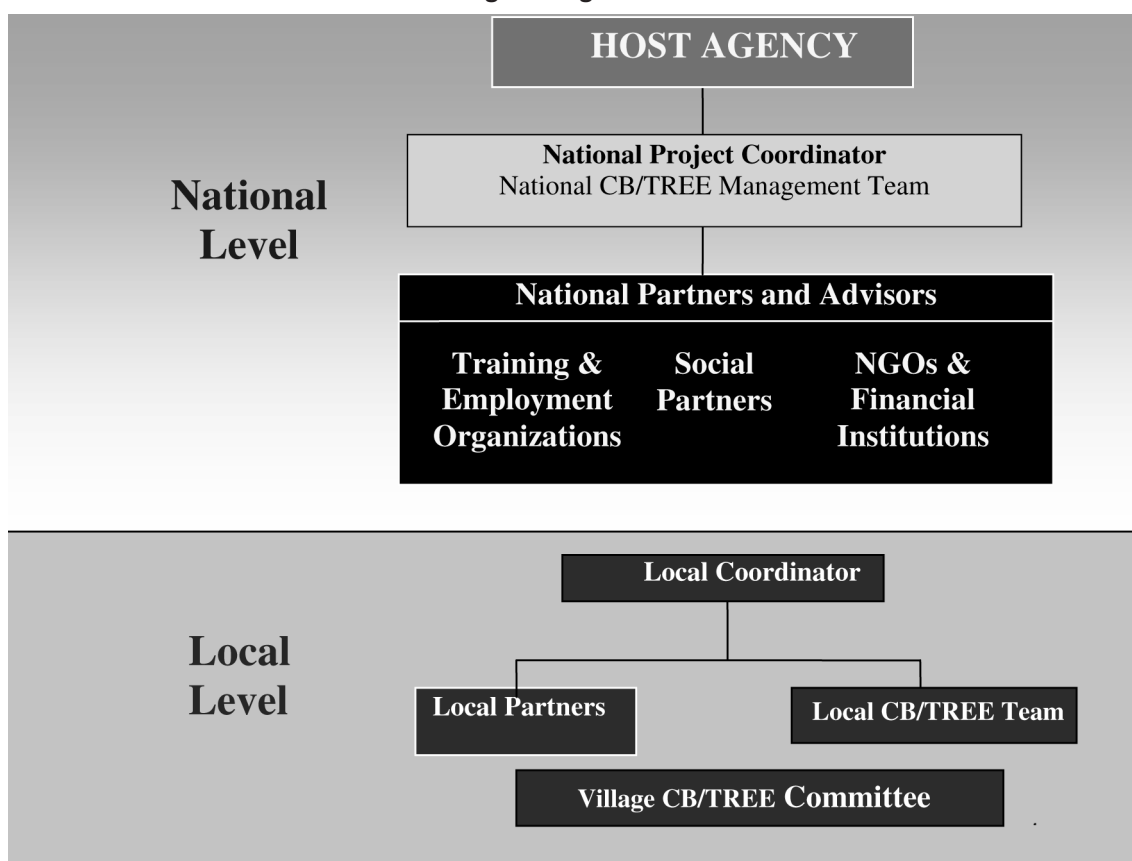 HOST AGENCY
National Project Coordinator
National CB/TREE Management Team
National
Level
National Partners and Advisors
Training &
Employment
Organizations
Social
Partners
NGOs &
Financial
Institutions
Local Coordinator
Local
Level
Local Partners
Local CB/TREE Team
Village CB/TREE Committee